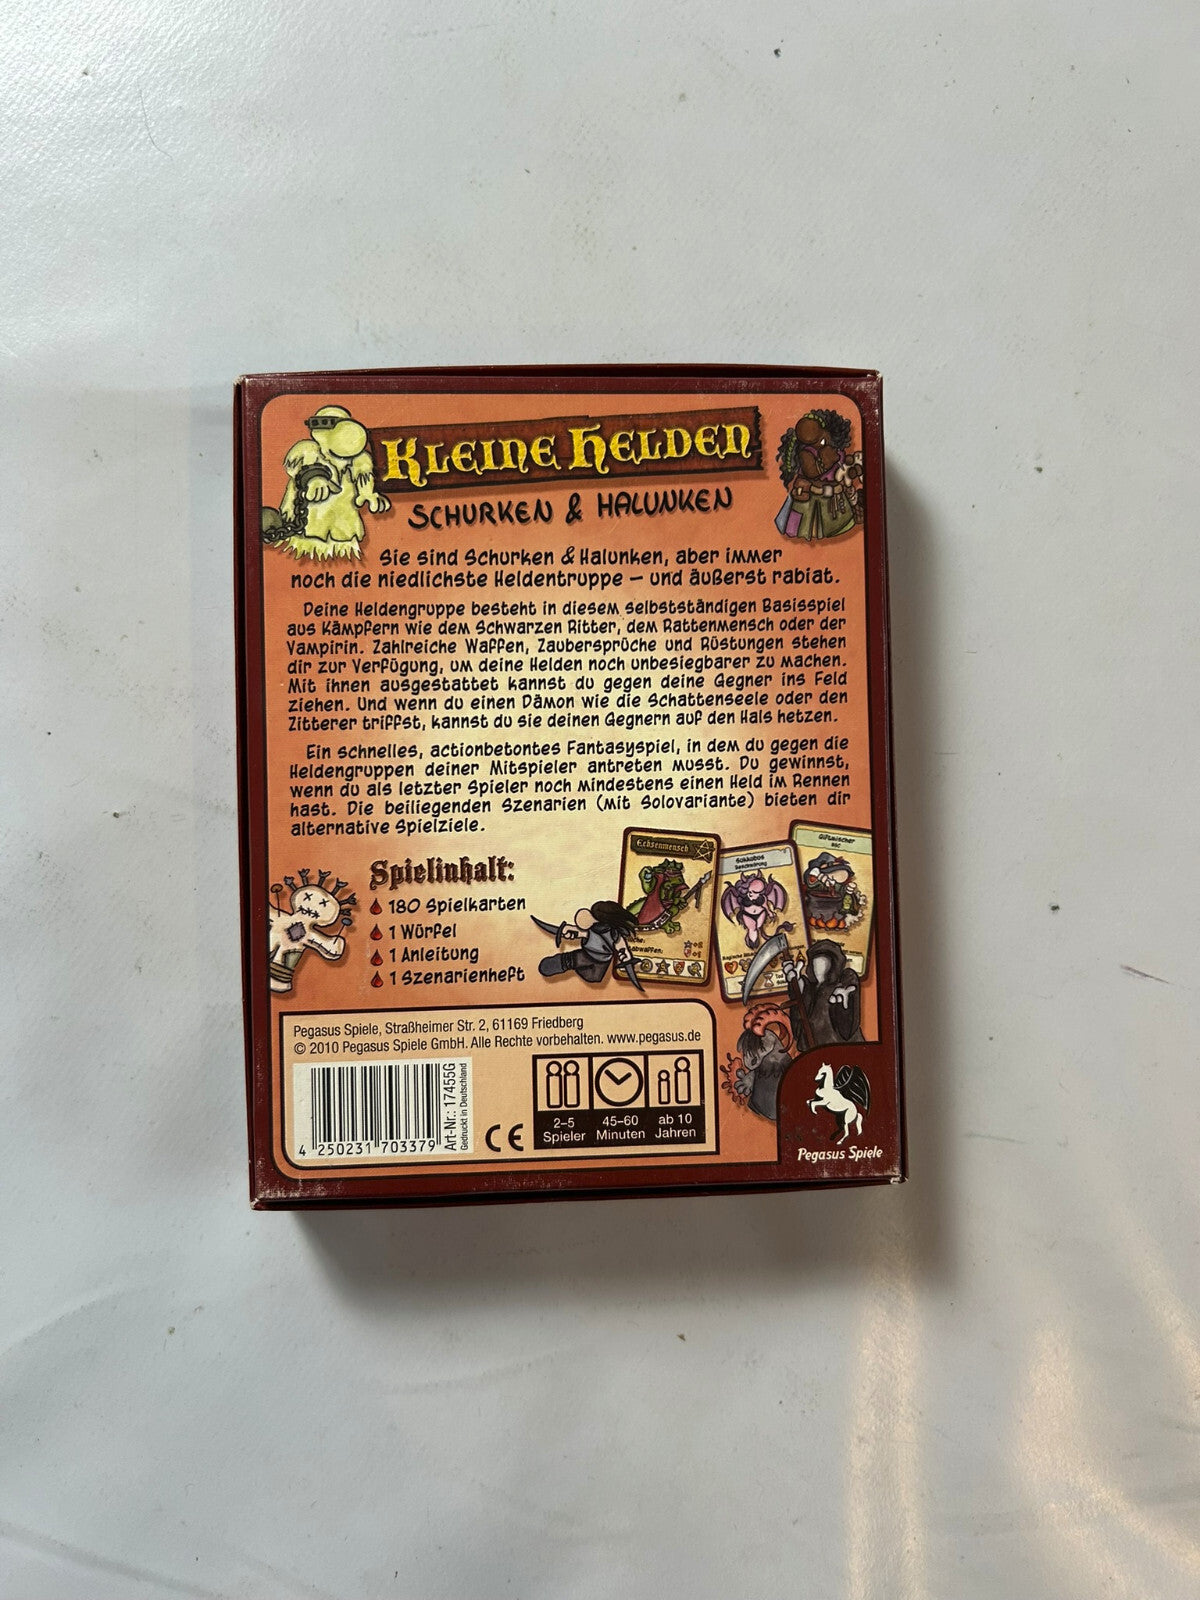 KLEINE HELDEN
SCHURKEN & HALUNKEN
Sie sind Schurken & Halunken, aber immer
noch die niedlichste Heldentruppe – und äußerst rabiat.
Deine Heldengruppe besteht in diesem selbstständigen Basisspiel
aus Kämpfern wie dem Schwarzen Ritter, dem Rattenmensch oder der
Vampirin. Zahlreiche Waffen, Zaubersprüche und Rüstungen stehen
dir zur Verfügung, um deine Helden noch unbesiegbarer zu machen.
Mit ihnen ausgestattet kannst du gegen deine Gegner ins Feld
ziehen. Und wenn du einen Dämon wie die Schattenseele oder den
Zitterer triffst, kannst du sie deinen Gegnern auf den Hals hetzen.
Ein schnelles, actionbetontes Fantasyspiel, in dem du gegen die
Heldengruppen deiner Mitspieler antreten musst. Du gewinnst,
wenn du als letzter Spieler noch mindestens einen Held im Rennen
hast. Die beiliegenden Szenarien (mit Solovariante) bieten dir
alternative Spielziele.
Spielinhalt:
180 Spielkarten
1 Würfel
1 Anleitung
1 Szenarienheft
Echsenmensch
Sukkubus
Beschwörung
Giftmischer
NSC
Pegasus Spiele, Straßheimer Str. 2, 61169 Friedberg
© 2010 Pegasus Spiele GmbH. Alle Rechte vorbehalten. www.pegasus.de
4 250231 703379
Art-Nr.: 17455G
Gedruckt in Deutschland
CE
2–5
Spieler
45–60
Minuten
ab 10
Jahren
Pegasus Spiele